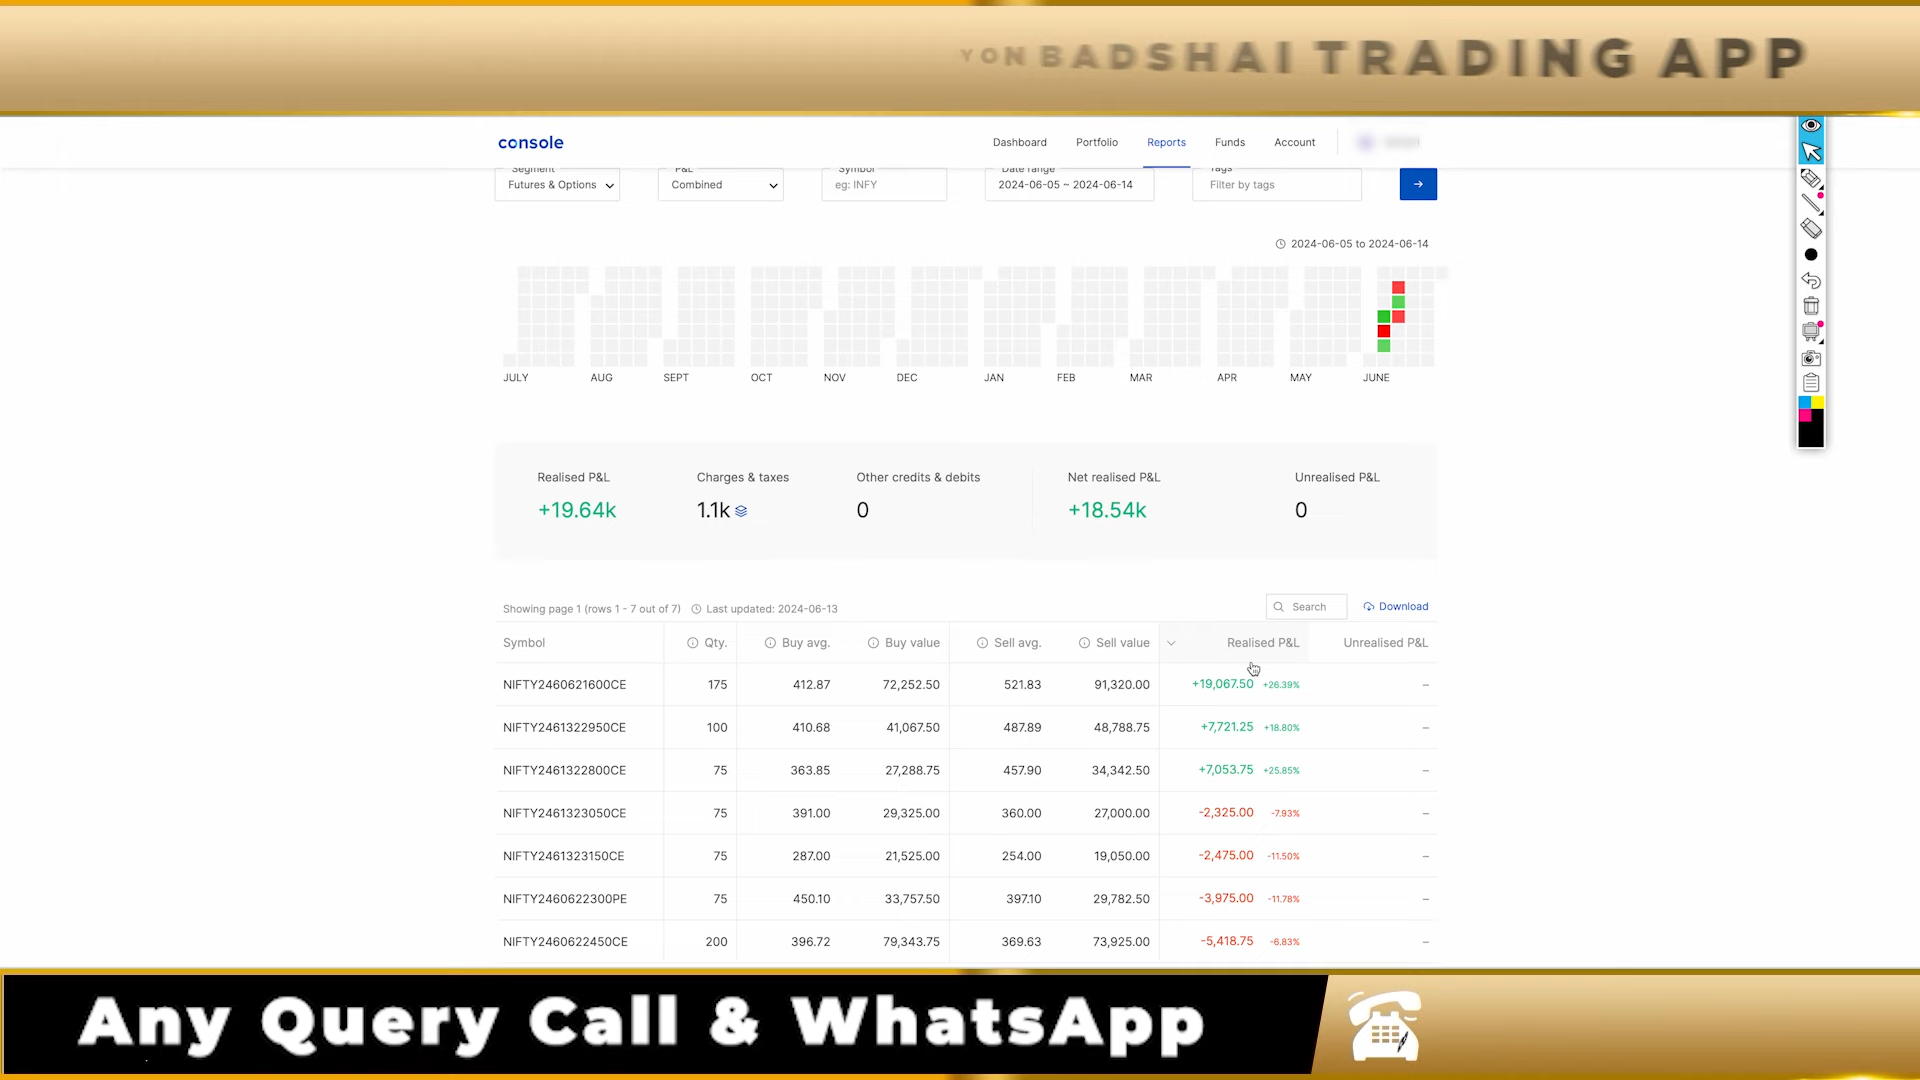 YON BADSHAI TRADING APP
console
Dashboard Portfolio Reports Funds Account
Segment P&L Symbol Date range Tags
Futures & Options Combined eg: INFY 2024-06-05 ~ 2024-06-14 Filter by tags
2024-06-05 to 2024-06-14
JULY AUG SEPT OCT NOV DEC JAN FEB MAR APR MAY JUNE
Realised P&L Charges & taxes Other credits & debits Net realised P&L Unrealised P&L
+19.64k 1.1k 0 +18.54k 0
Showing page 1 (rows 1 - 7 out of 7) Last updated: 2024-06-13 Search Download
Symbol Qty. Buy avg. Buy value Sell avg. Sell value Realised P&L Unrealised P&L
NIFTY2460621600CE 175 412.87 72,252.50 521.83 91,320.00 +19,067.50 +26.39% –
NIFTY2461322950CE 100 410.68 41,067.50 487.89 48,788.75 +7,721.25 +18.80% –
NIFTY2461322800CE 75 363.85 27,288.75 457.90 34,342.50 +7,053.75 +25.85% –
NIFTY2461323050CE 75 391.00 29,325.00 360.00 27,000.00 -2,325.00 -7.93% –
NIFTY2461323150CE 75 287.00 21,525.00 254.00 19,050.00 -2,475.00 -11.50% –
NIFTY2460622300PE 75 450.10 33,757.50 397.10 29,782.50 -3,975.00 -11.78% –
NIFTY2460622450CE 200 396.72 79,343.75 369.63 73,925.00 -5,418.75 -6.83% –
Any Query Call & WhatsApp